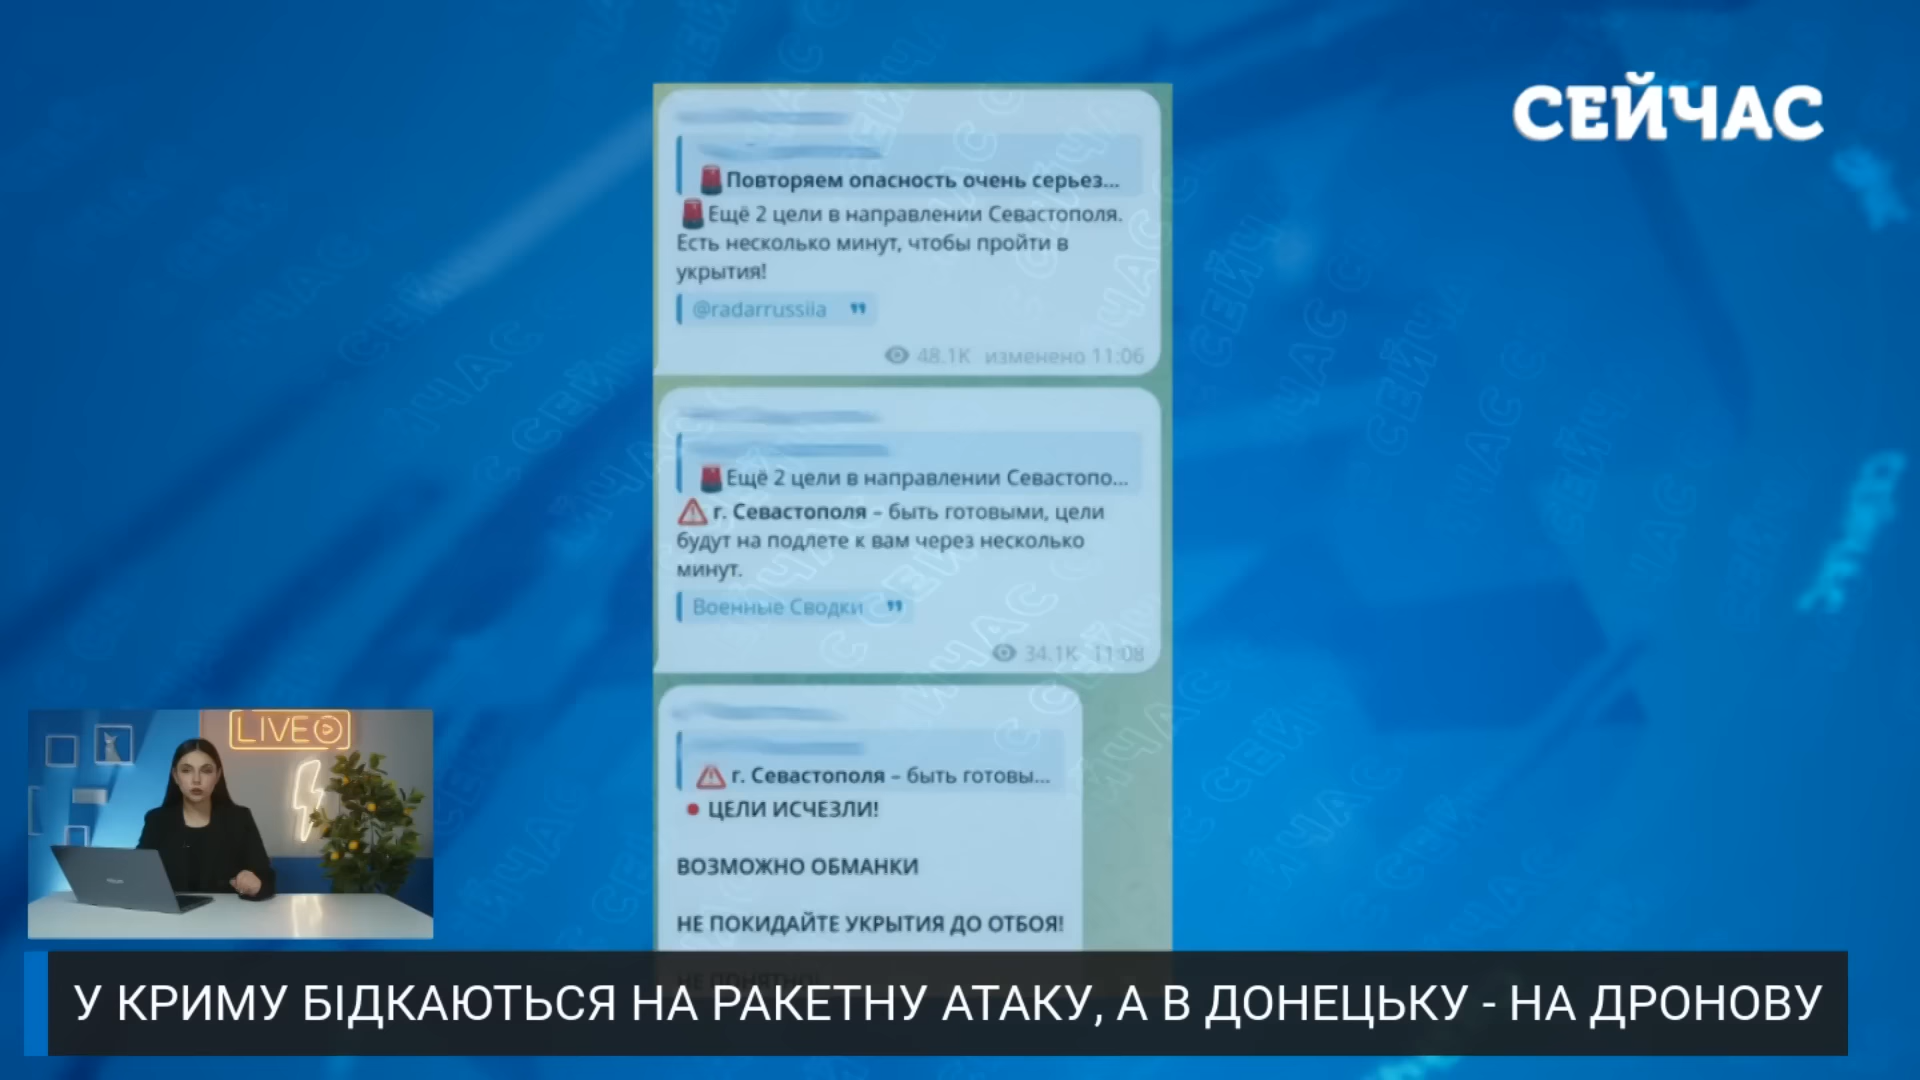 СЕЙЧАС
Повторяем опасность очень серьез...
Ещё 2 цели в направлении Севастополя.
Есть несколько минут, чтобы пройти в
укрытия!
@radarrussiia
48.1K изменено 11:06
Ещё 2 цели в направлении Севастопо...
г. Севастополя – быть готовыми, цели
будут на подлете к вам через несколько
минут.
Военные Сводки
34.1K 11:08
г. Севастополя – быть готовы...
ЦЕЛИ ИСЧЕЗЛИ!
ВОЗМОЖНО ОБМАНКИ
НЕ ПОКИДАЙТЕ УКРЫТИЯ ДО ОТБОЯ!
LIVE
У КРИМУ БІДКАЮТЬСЯ НА РАКЕТНУ АТАКУ, А В ДОНЕЦЬКУ - НА ДРОНОВУ